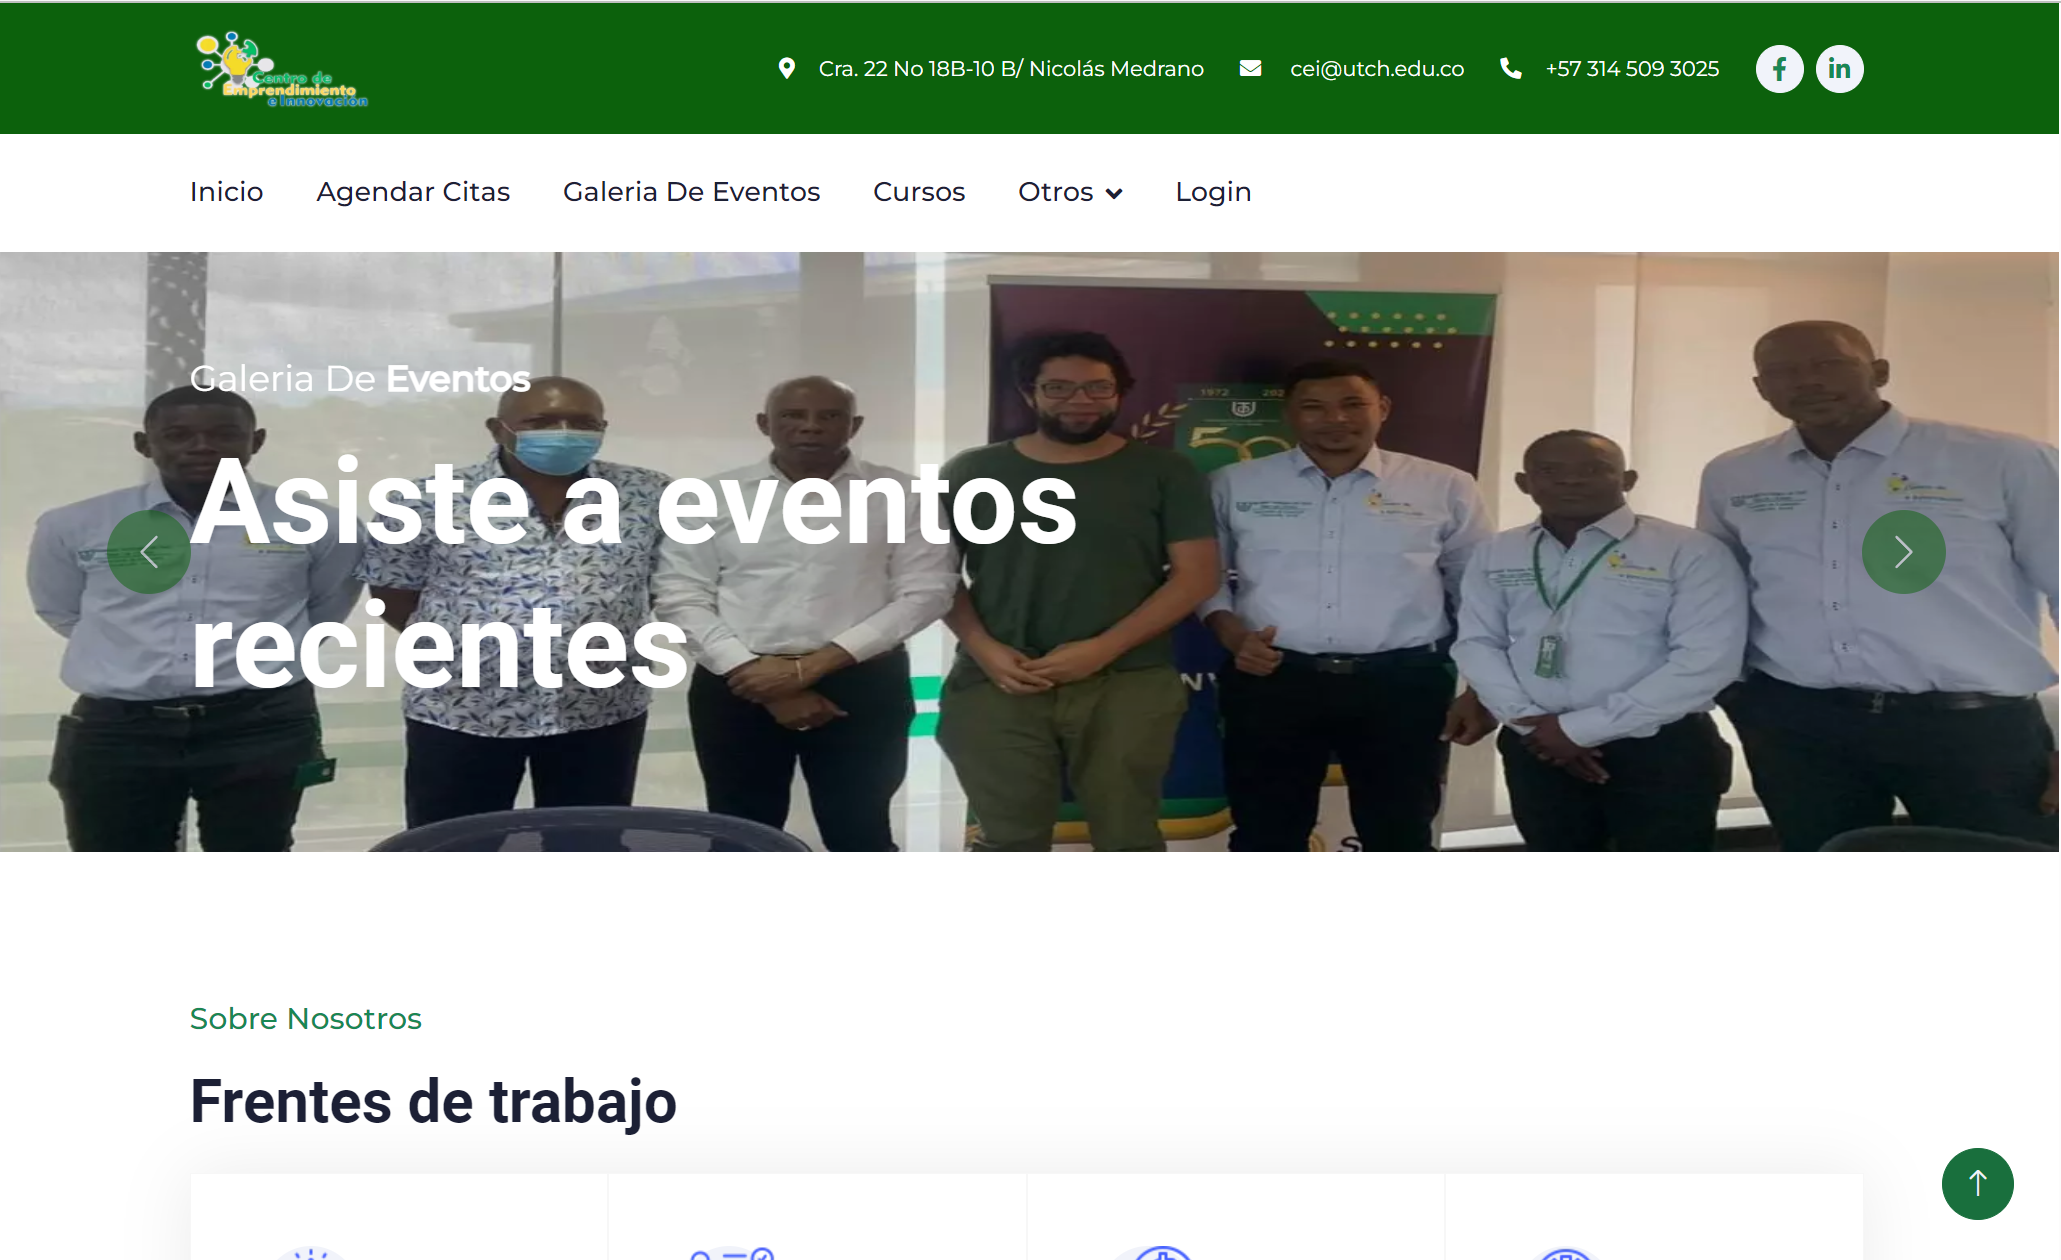 Centro de
Emprendimiento
e Innovación
Cra. 22 No 18B-10 B/ Nicolás Medrano
cei@utch.edu.co
+57 314 509 3025
Inicio
Agendar Citas
Galeria De Eventos
Cursos
Otros
Login
Galeria De Eventos
1972
Asiste a eventos
recientes
Sobre Nosotros
Frentes de trabajo